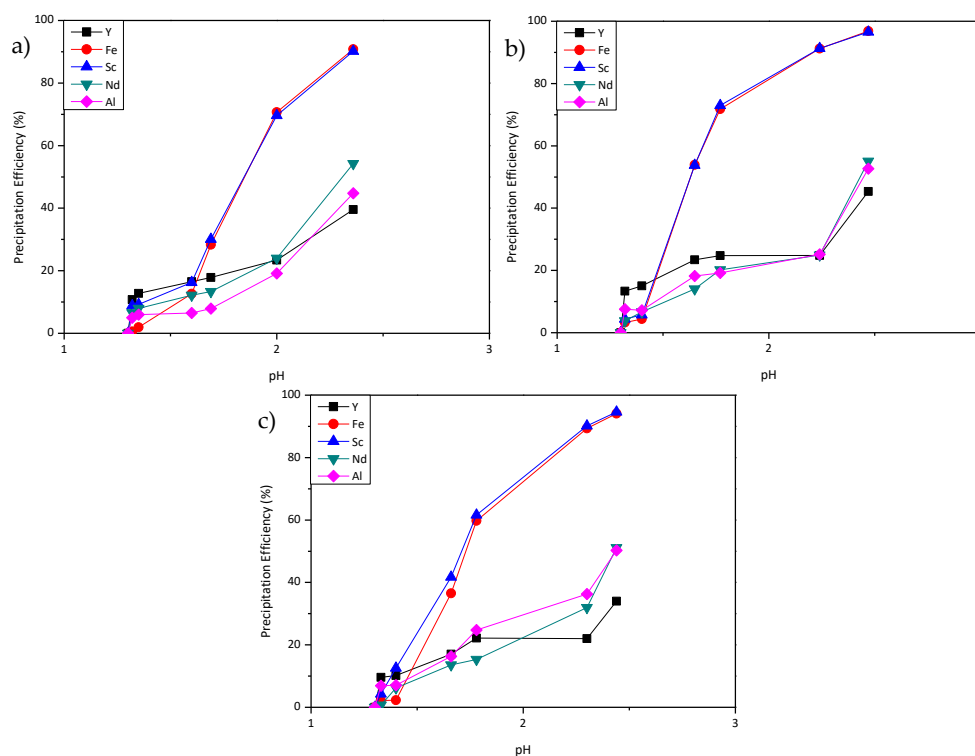 a)
Y
Fe
Sc
Nd
Al
100
80
60
40
20
0
Precipitation Efficiency (%)
1
2
3
pH
b)
Y
Fe
Sc
Nd
Al
100
80
60
40
20
0
Precipitation Efficiency (%)
1
2
pH
c)
Y
Fe
Sc
Nd
Al
100
80
60
40
20
0
Precipitation Efficiency (%)
1
2
3
pH